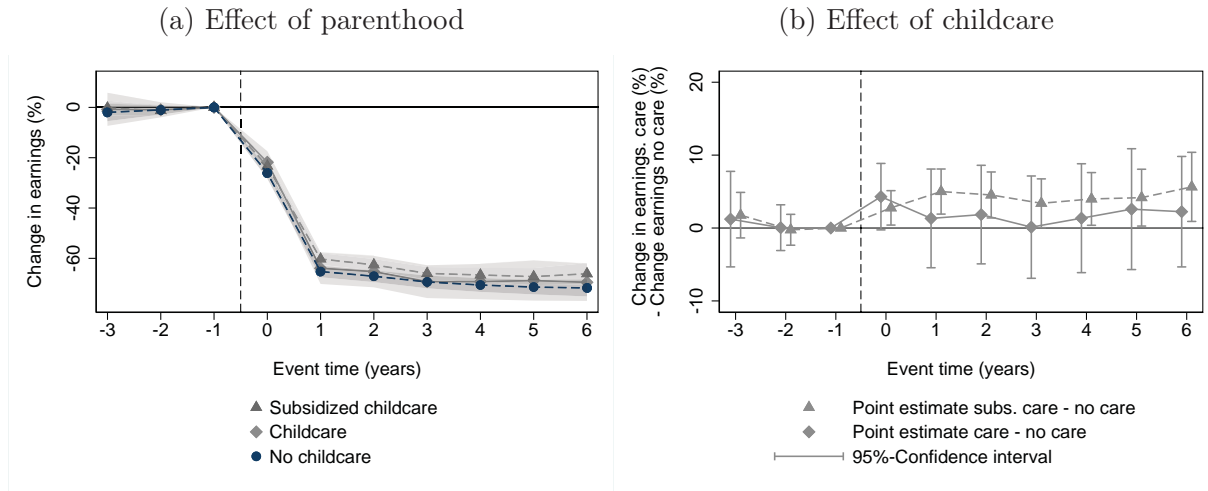 (a) Effect of parenthood
Change in earnings (%)
0
-20
-40
-60
-3 -2 -1 0 1 2 3 4 5 6
Event time (years)
Subsidized childcare
Childcare
No childcare
(b) Effect of childcare
Change in earnings. care (%)
- Change earnings no care (%)
20
10
0
-10
-3 -2 -1 0 1 2 3 4 5 6
Event time (years)
Point estimate subs. care - no care
Point estimate care - no care
95%-Confidence interval